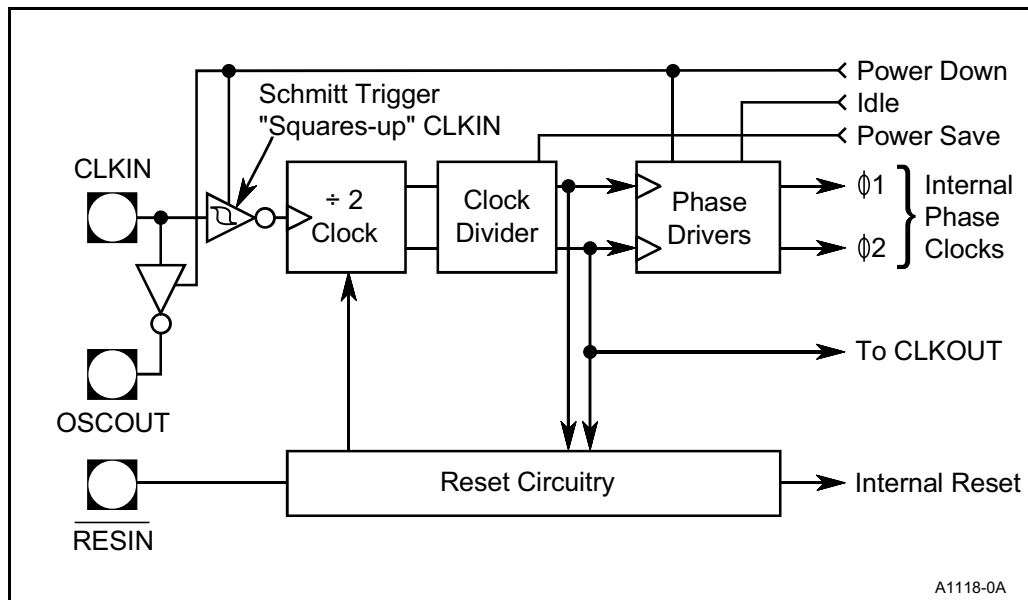 Power Down
Idle
Power Save
Schmitt Trigger
"Squares-up" CLKIN
CLKIN
÷ 2
Clock
Clock
Divider
Phase
Drivers
ϕ1
ϕ2
Internal
Phase
Clocks
To CLKOUT
OSCOUT
Reset Circuitry
Internal Reset
RESIN
A1118-0A